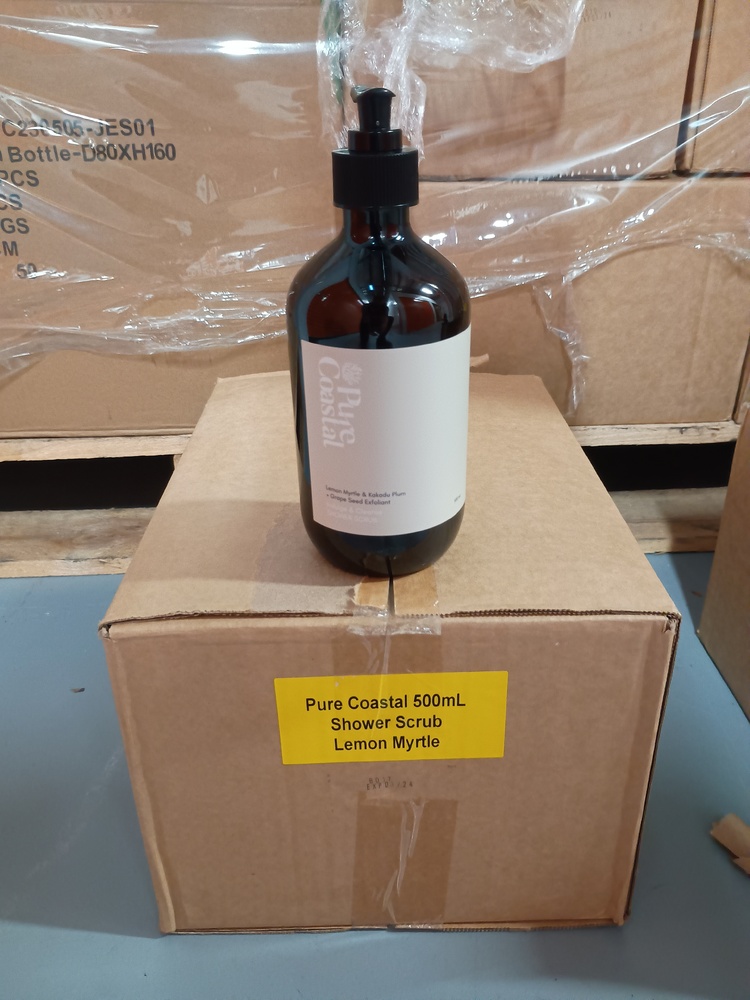 C230505-JES01
Bottle-D80XH160
PCS
GS
50
Pure
Coastal
Lemon Myrtle & Kakadu Plum
+ Grape Seed Exfoliant
Pure Coastal 500mL
Shower Scrub
Lemon Myrtle